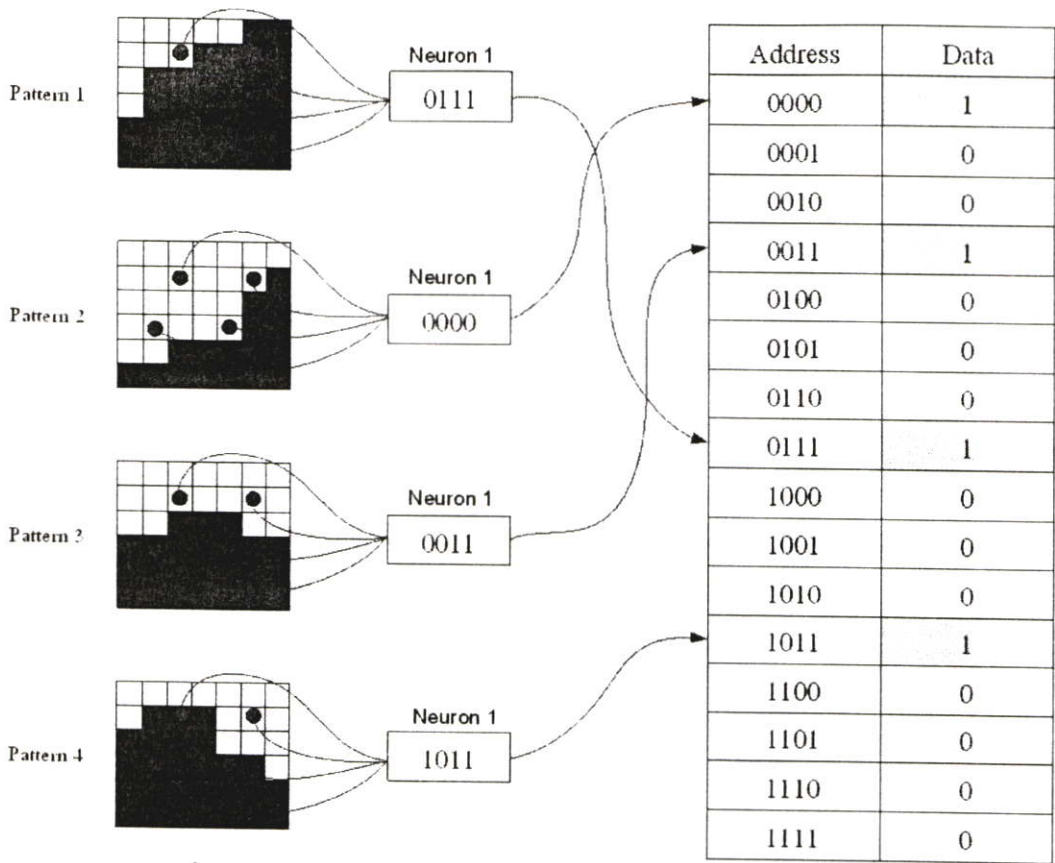 Pattern 1
Neuron 1
0111
Pattern 2
Neuron 1
0000
Pattern 3
Neuron 1
0011
Pattern 4
Neuron 1
1011
Address Data
0000 1
0001 0
0010 0
0011 1
0100 0
0101 0
0110 0
0111 1
1000 0
1001 0
1010 0
1011 1
1100 0
1101 0
1110 0
1111 0